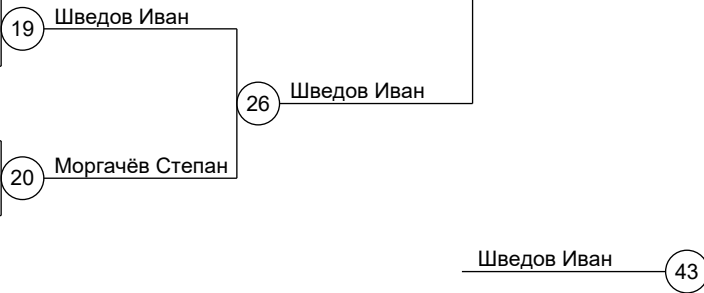 19 Шведов Иван
26 Шведов Иван
20 Моргачёв Степан
Шведов Иван 43